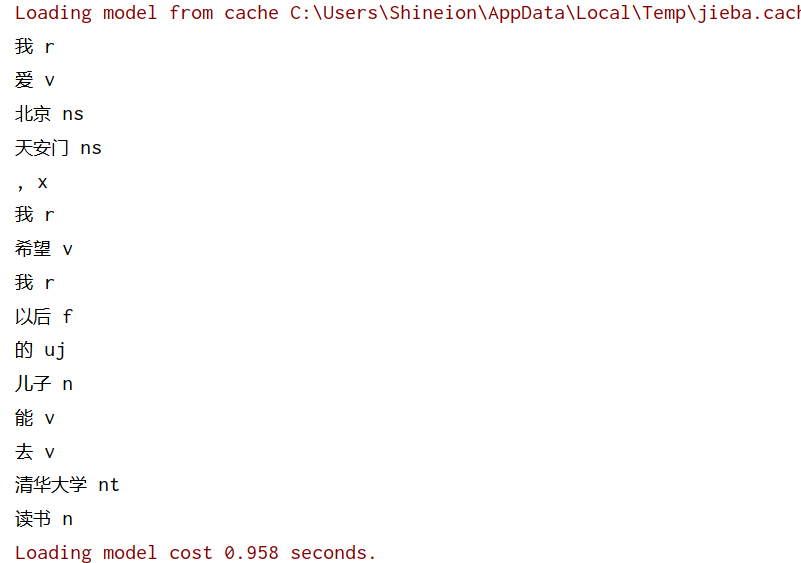 Loading model from cache C:\Users\Shineion\AppData\Local\Temp\jieba.cach
我 r
爱 v
北京 ns
天安门 ns
, x
我 r
希望 v
我 r
以后 f
的 uj
儿子 n
能 v
去 v
清华大学 nt
读书 n
Loading model cost 0.958 seconds.